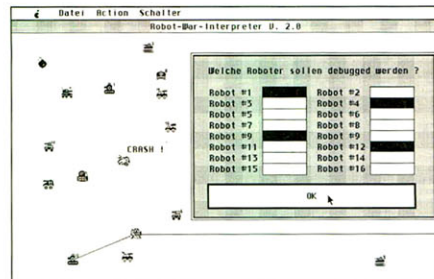 Datei Action Schalter
Robot-War-Interpreter V. 2.0
Welche Roboter sollen debugged werden ?
Robot #1 Robot #2
Robot #3 Robot #4
Robot #5 Robot #6
Robot #7 Robot #8
Robot #9 Robot #9
Robot #11 Robot #12
Robot #13 Robot #14
Robot #15 Robot #16
CRASH !
OK